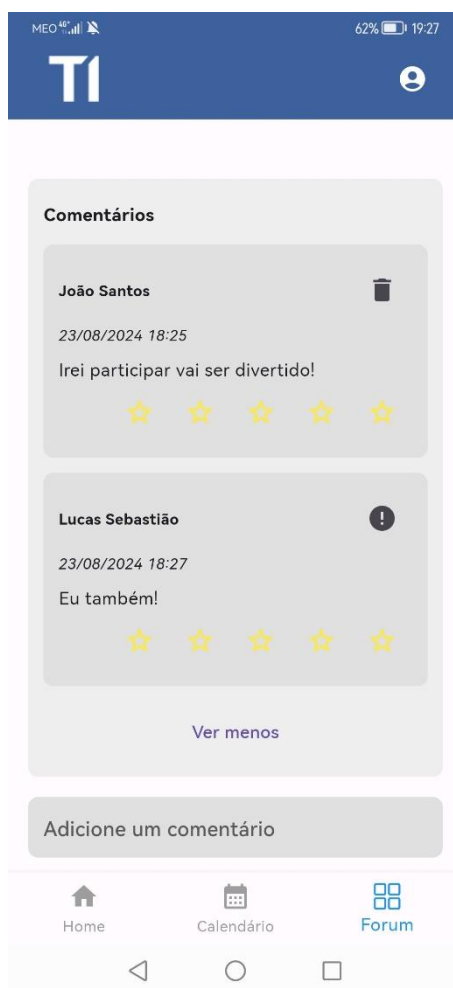 MEO 4G+ 62% 19:27
T1
Comentários
João Santos
23/08/2024 18:25
Irei participar vai ser divertido!
Lucas Sebastião
23/08/2024 18:27
Eu também!
Ver menos
Adicione um comentário
Home Calendário Forum